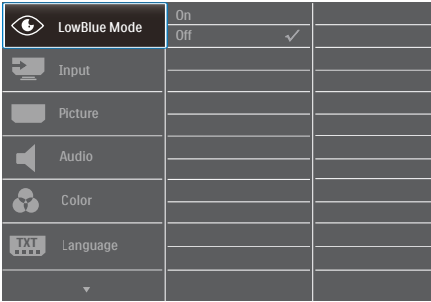 LowBlue Mode
On
Off
Input
Picture
Audio
Color
TXT
Language